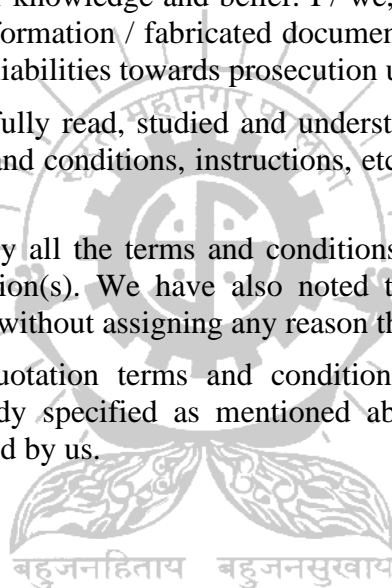 knowledge and belief. I / we,
formation / fabricated document
iabilities towards prosecution u
fully read, studied and underst
and conditions, instructions, etc
y all the terms and conditions
ion(s). We have also noted t
without assigning any reason th
uotation terms and condition
dy specified as mentioned ab
d by us.
बहुजनहिताय बहुजनसुखाय